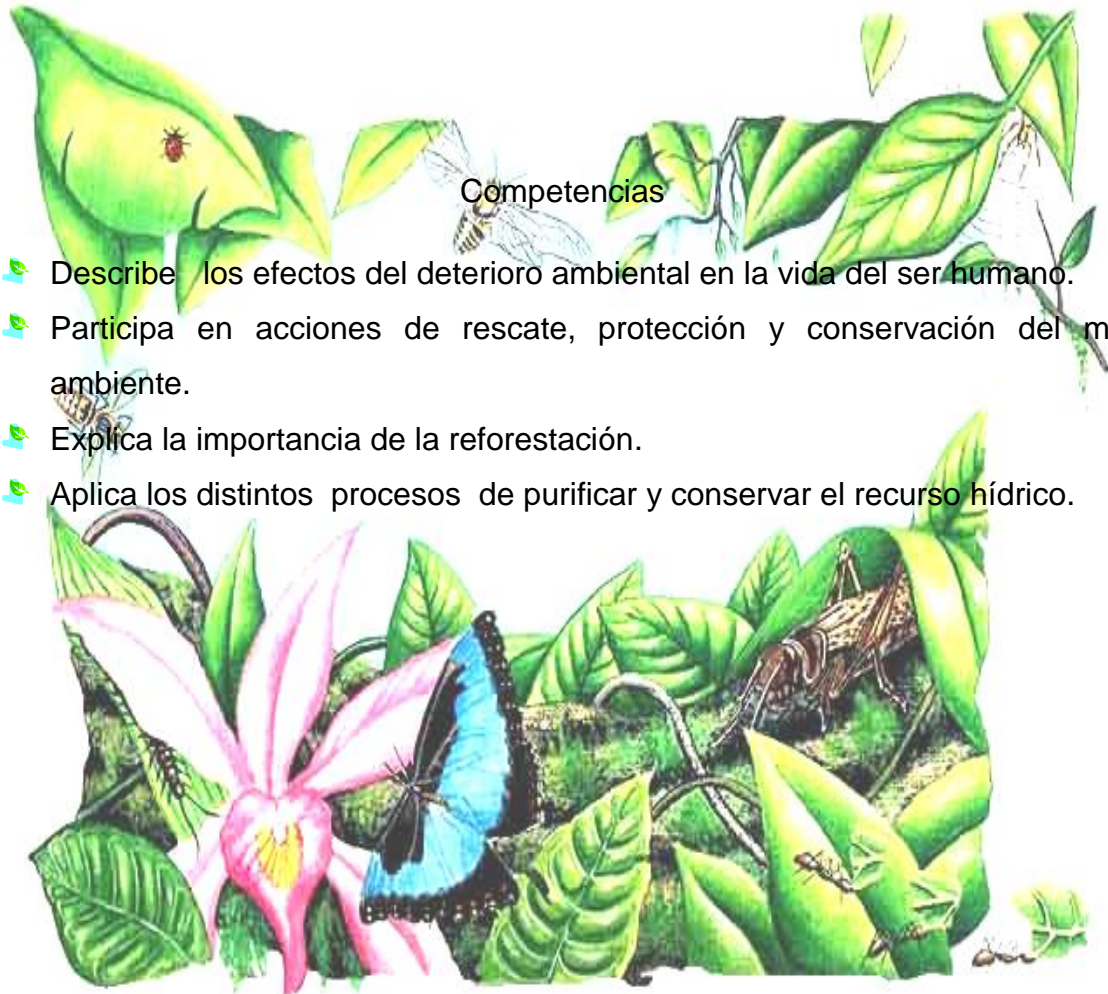 Competencias
Describe los efectos del deterioro ambiental en la vida del ser humano.
Participa en acciones de rescate, protección y conservación del m
ambiente.
Explica la importancia de la reforestación.
Aplica los distintos procesos de purificar y conservar el recurso hídrico.